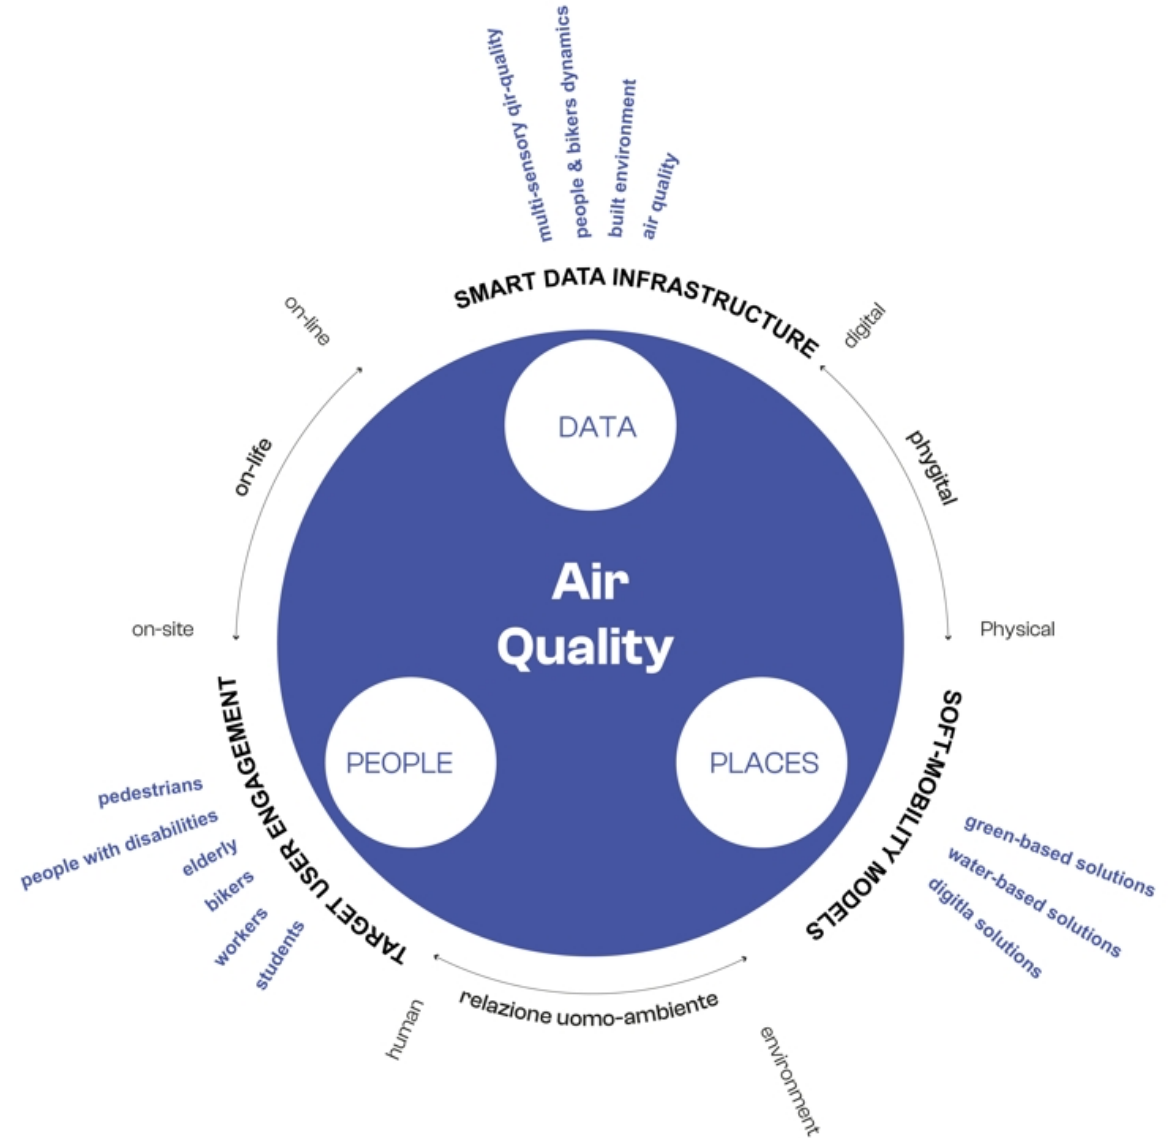 multi-sensory qir-quality
people & bikers dynamics
built environment
air quality
SMART DATA INFRASTRUCTURE
on-line
digital
on-life
phygital
DATA
Air
Quality
on-site
Physical
PEOPLE
PLACES
TARGET USER ENGAGEMENT
SOFT-MOBILITY MODELS
pedestrians
people with disabilities
elderly
bikers
workers
students
green-based solutions
water-based solutions
digitla solutions
human
relazione uomo-ambiente
environment